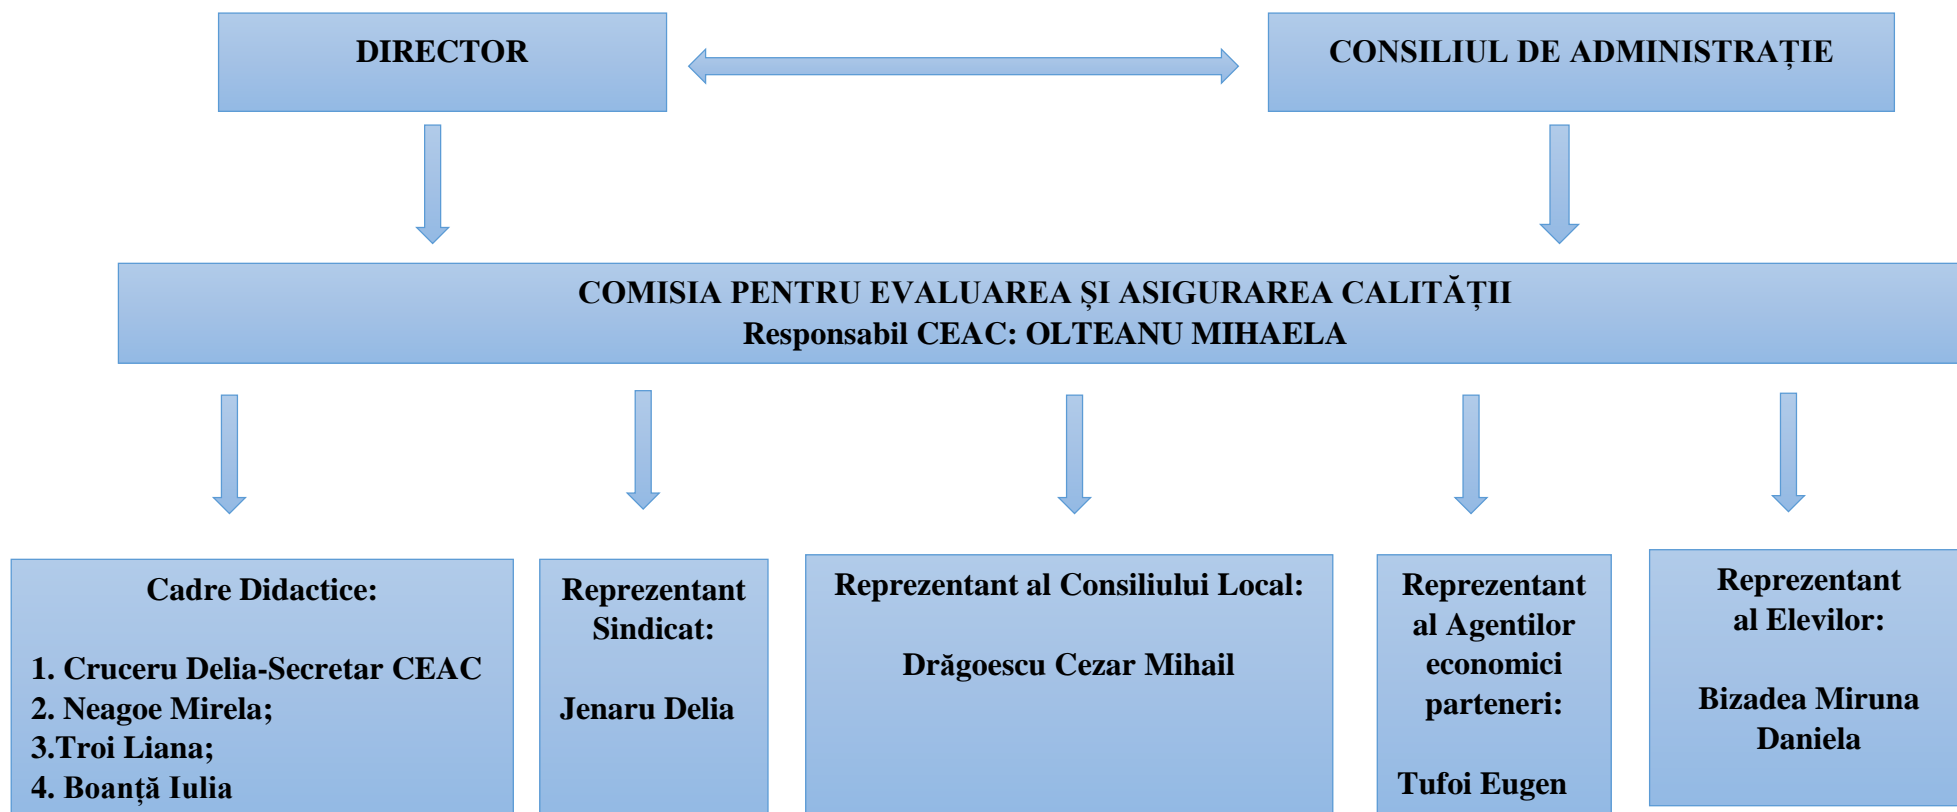 DIRECTOR
CONSILIUL DE ADMINISTRAȚIE
COMISIA PENTRU EVALUAREA ȘI ASIGURAREA CALITĂȚII
Responsabil CEAC: OLTEANU MIHAELA
Cadre Didactice:
1. Cruceru Delia-Secretar CEAC
2. Neagoe Mirela;
3.Troi Liana;
4. Boanță Iulia
Reprezentant
Sindicat:
Jenaru Delia
Reprezentant al Consiliului Local:
Drăgoescu Cezar Mihail
Reprezentant
al Agentilor
economici
parteneri:
Tufoi Eugen
Reprezentant
al Elevilor:
Bizadea Miruna
Daniela